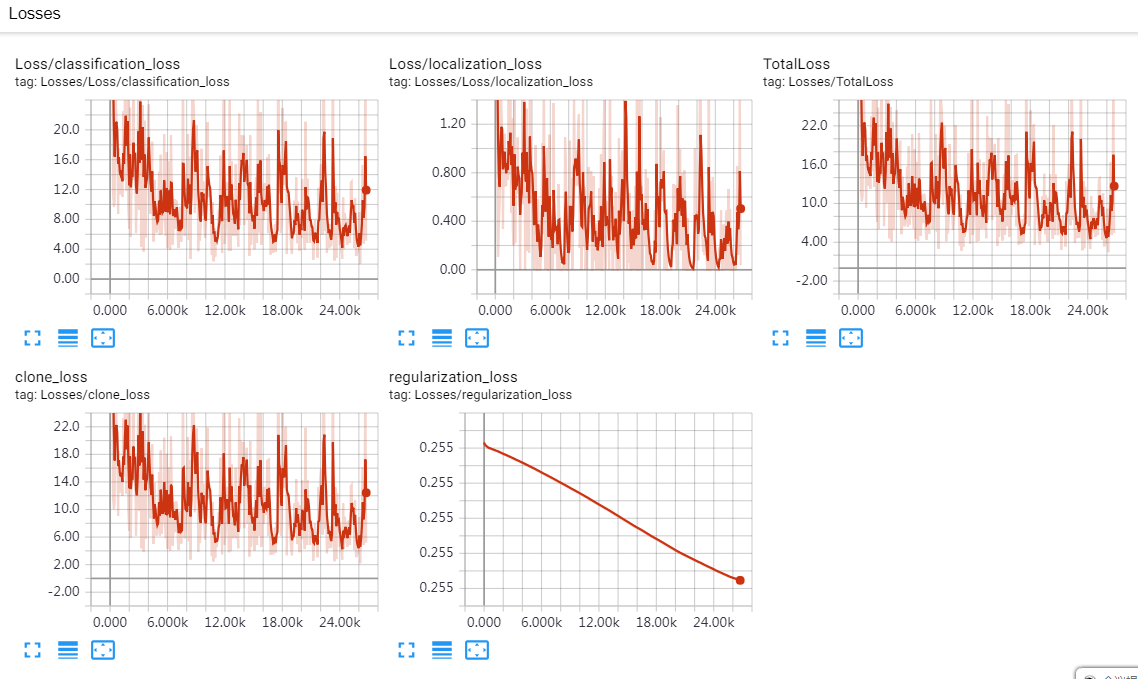 Losses
Loss/classification_loss
tag: Losses/Loss/classification_loss
20.0
16.0
12.0
8.00
4.00
0.00
0.000 6.000k 12.00k 18.00k 24.00k
Loss/localization_loss
tag: Losses/Loss/localization_loss
1.20
0.800
0.400
0.00
0.000 6.000k 12.00k 18.00k 24.00k
TotalLoss
tag: Losses/TotalLoss
22.0
16.0
10.0
4.00
-2.00
0.000 6.000k 12.00k 18.00k 24.00k
clone_loss
tag: Losses/clone_loss
22.0
18.0
14.0
10.0
6.00
2.00
-2.00
0.000 6.000k 12.00k 18.00k 24.00k
regularization_loss
tag: Losses/regularization_loss
0.255
0.255
0.255
0.255
0.255
0.000 6.000k 12.00k 18.00k 24.00k